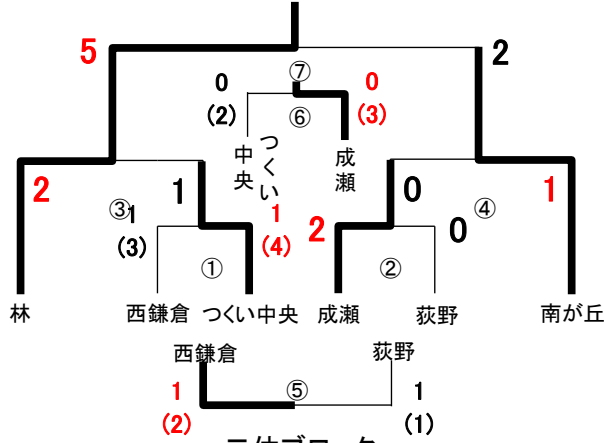 5 2
⑦
0 0
(2) (3)
⑥
つくい中央 成瀬
2 1 0 1
③ ④
1 1 2 0
(3) (4)
① ②
林 西鎌倉 つくい中央 成瀬 荻野 南が丘
西鎌倉 荻野
1 ⑤ 1
(2) (1)